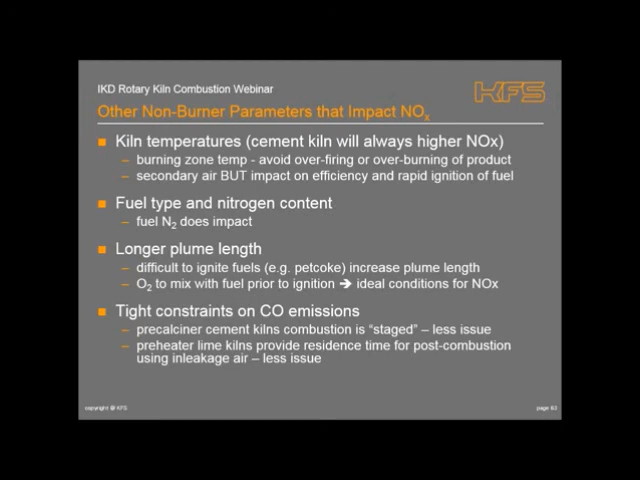 IKD Rotary Kiln Combustion Webinar
KFS
Other Non-Burner Parameters that Impact NOx
Kiln temperatures (cement kiln will always higher NOx)
– burning zone temp - avoid over-firing or over-burning of product
– secondary air BUT impact on efficiency and rapid ignition of fuel
Fuel type and nitrogen content
– fuel N2 does impact
Longer plume length
– difficult to ignite fuels (e.g. petcoke) increase plume length
– O2 to mix with fuel prior to ignition → ideal conditions for NOx
Tight constraints on CO emissions
– precalciner cement kilns combustion is “staged” – less issue
– preheater lime kilns provide residence time for post-combustion
using inleakage air – less issue
copyright @ KFS
page 63